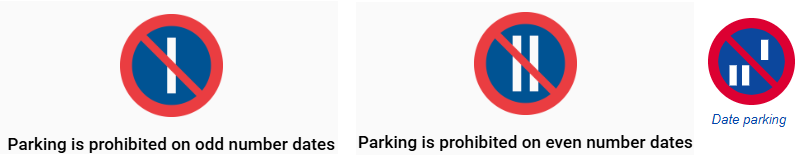 Parking is prohibited on odd number dates
Parking is prohibited on even number dates
Date parking